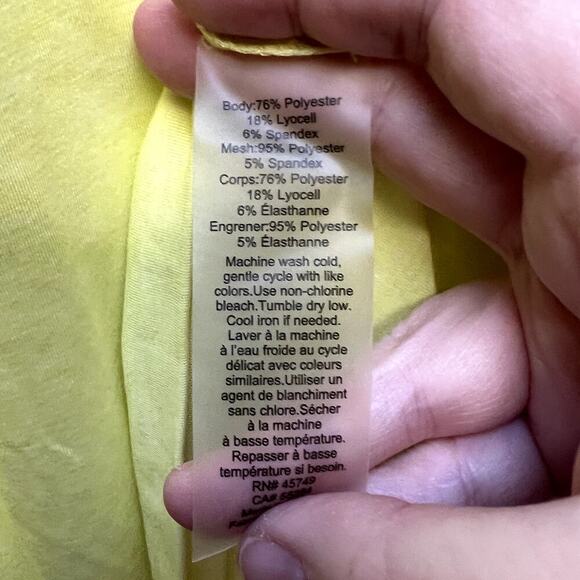 Body:76% Polyester
18% Lyocell
6% Spandex
Mesh:95% Polyester
5% Spandex
Corps:76% Polyester
18% Lyocell
6% Élasthanne
Engrener:95% Polyester
5% Élasthanne
Machine wash cold,
gentle cycle with like
colors.Use non-chlorine
bleach.Tumble dry low.
Cool iron if needed.
Laver à la machine
à l'eau froide au cycle
délicat avec coleurs
similaires.Utiliser un
agent de blanchiment
sans chlore.Sécher
à la machine
à basse température.
Repasser à basse
température si besoin.
RN# 45749
CA#